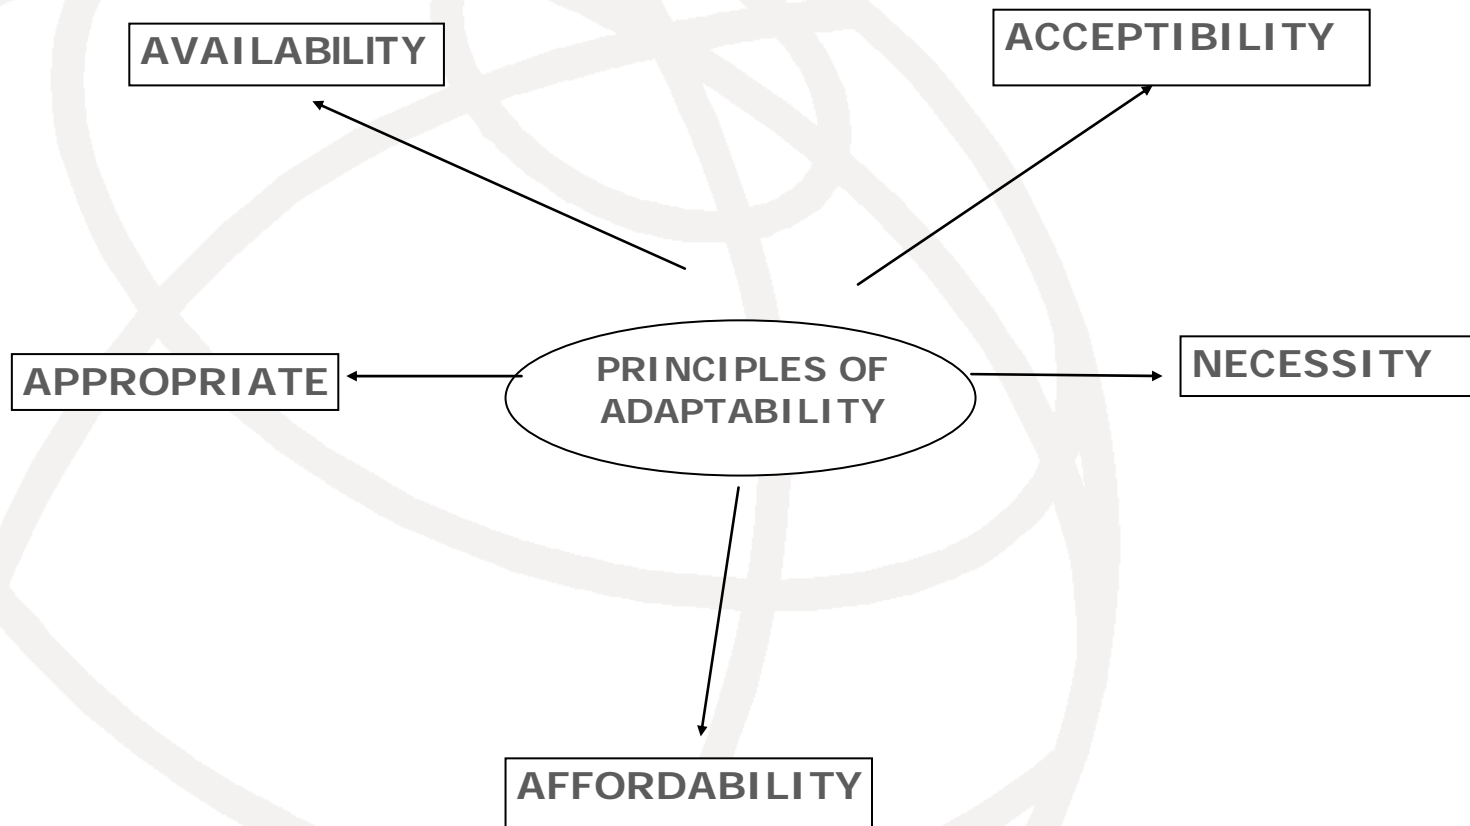 AVAILABILITY
ACCEPTIBILITY
APPROPRIATE
PRINCIPLES OF
ADAPTABILITY
NECESSITY
AFFORDABILITY